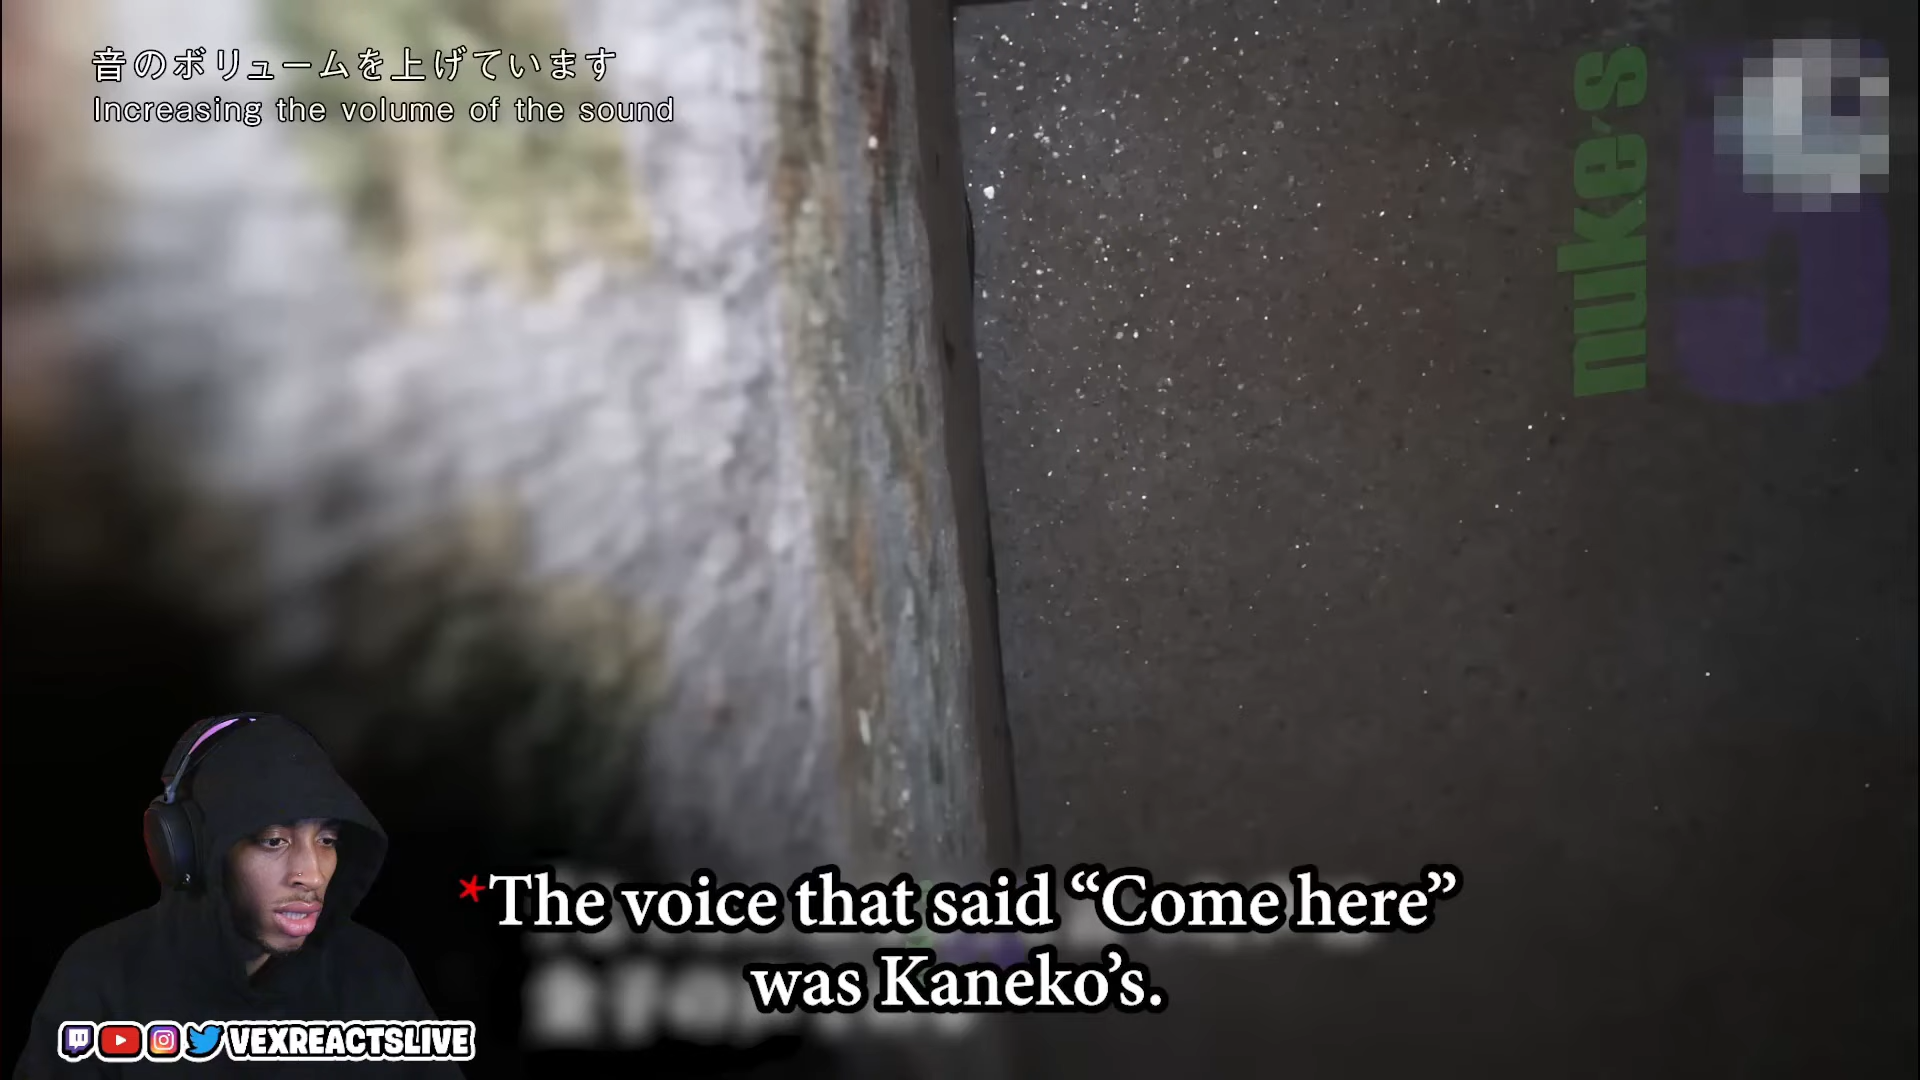 音のボリュームを上げています
Increasing the volume of the sound
nuke's
5
*The voice that said “Come here”
was Kaneko’s.
VEXREACTSLIVE